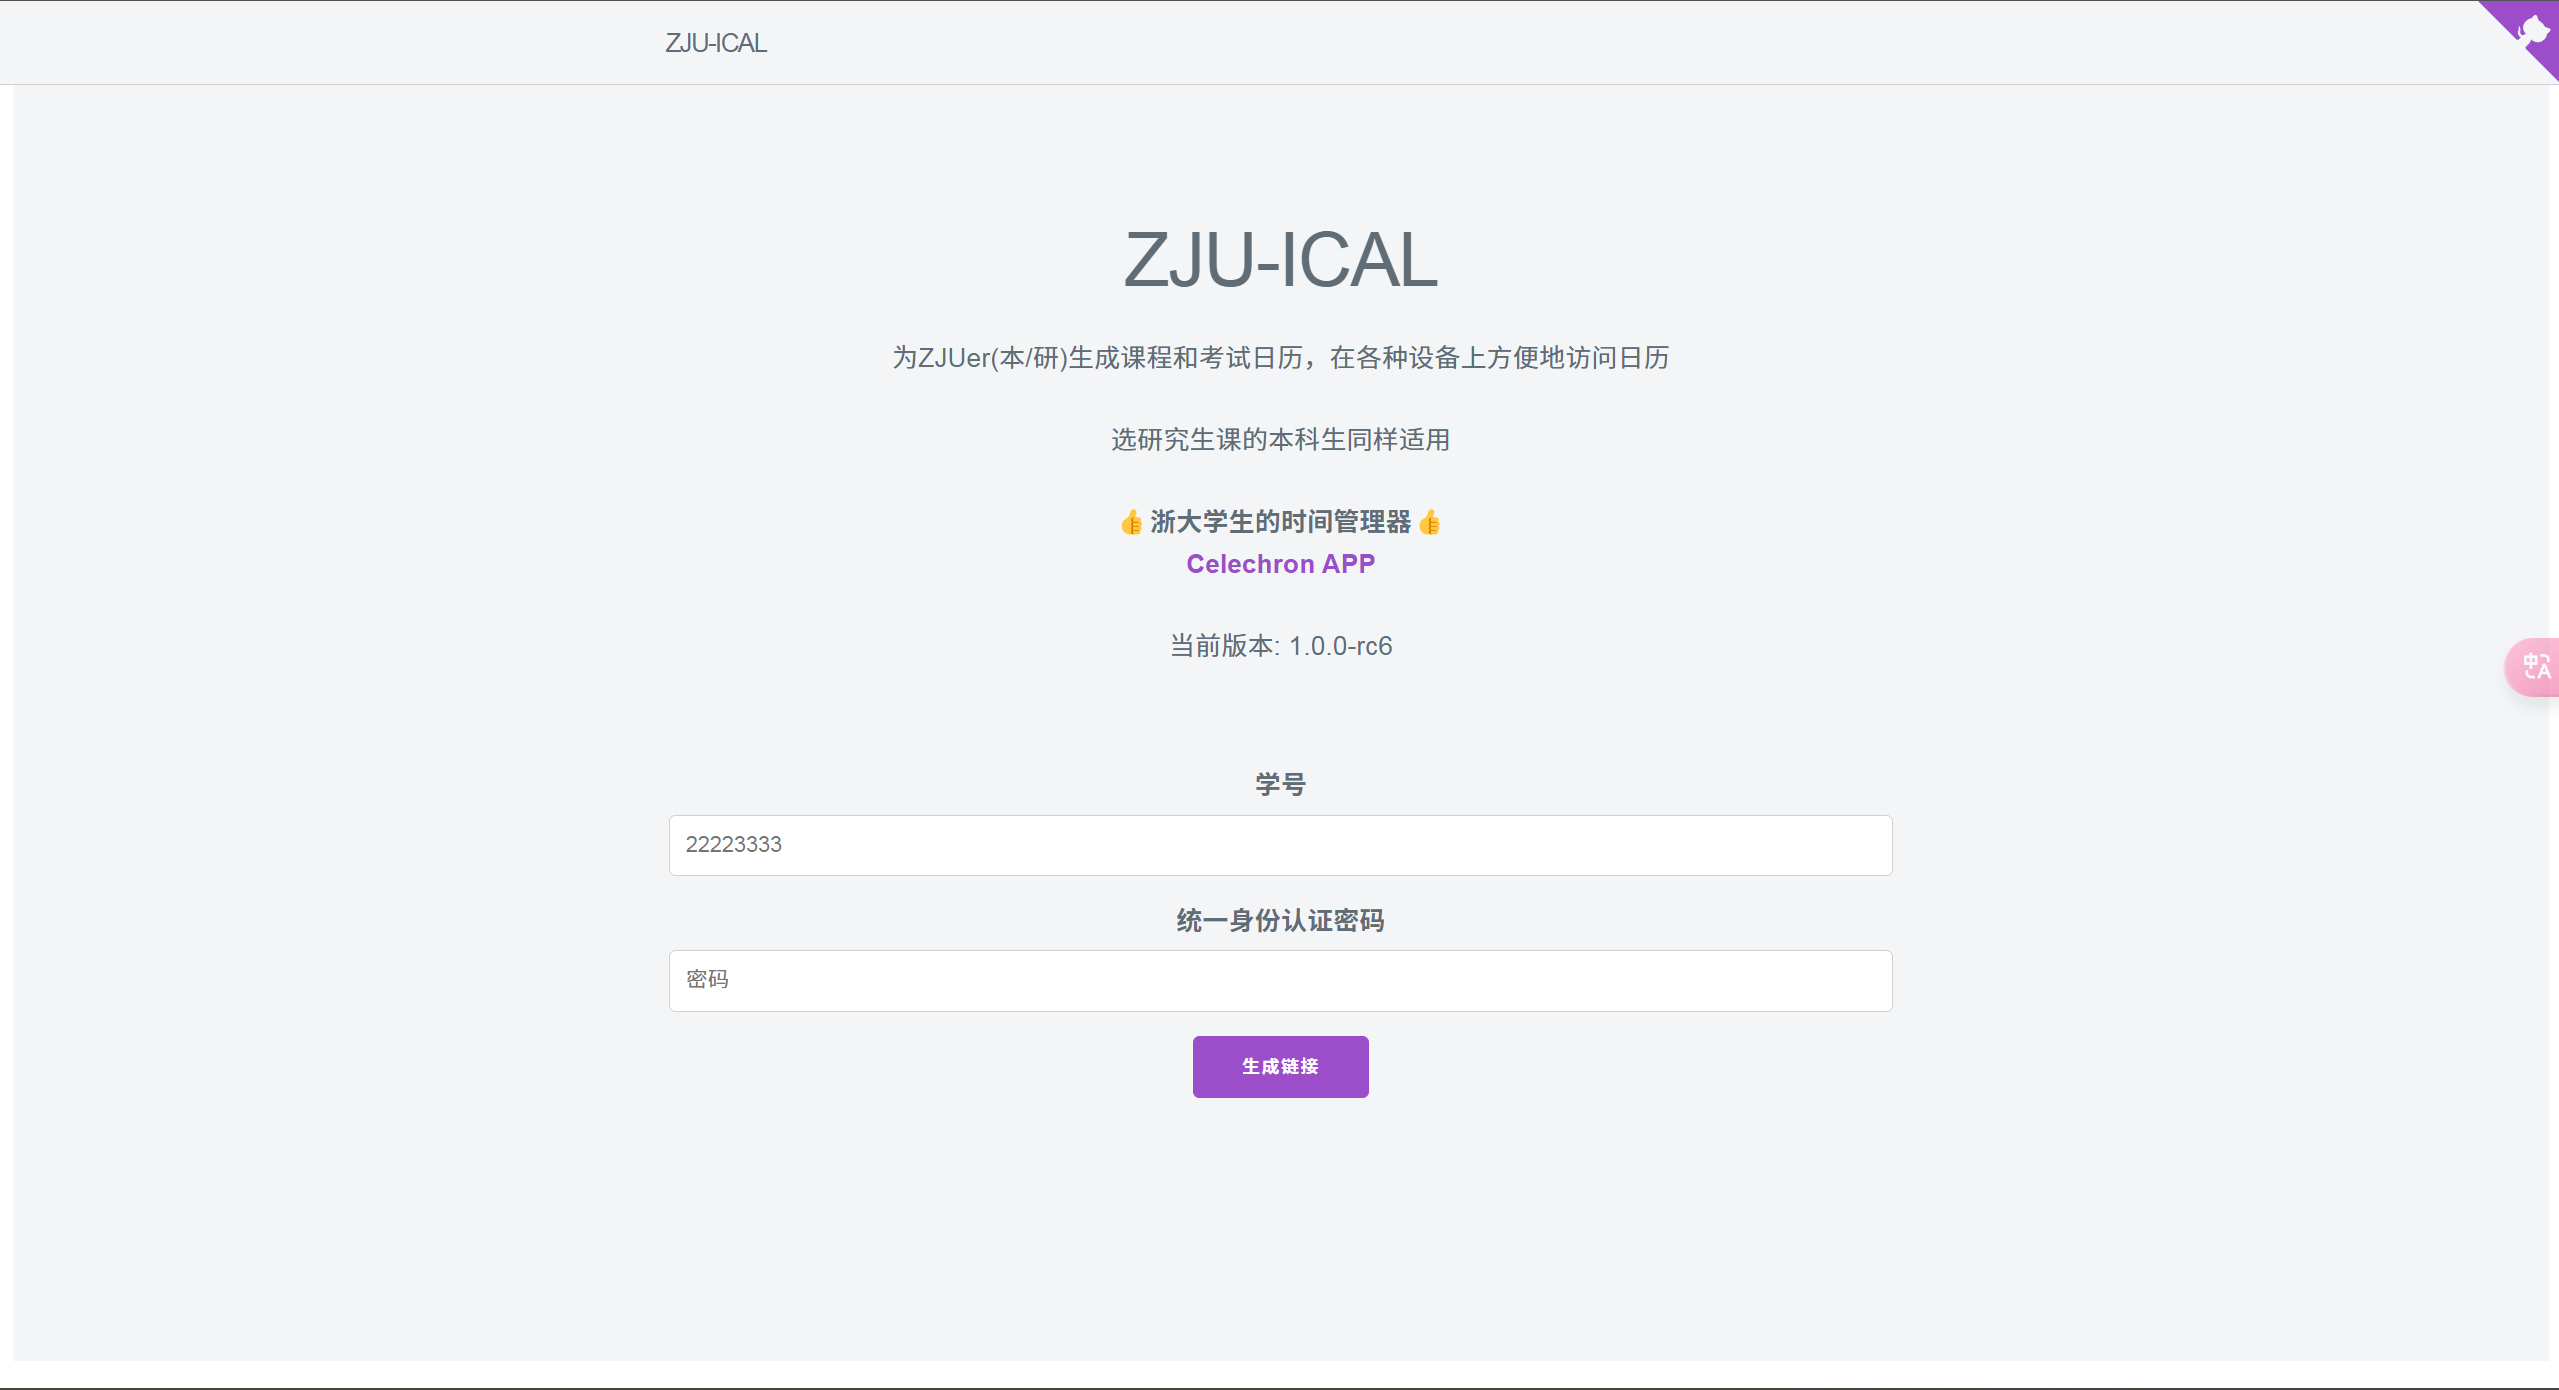 ZJU-ICAL
ZJU-ICAL
为ZJUer(本/研)生成课程和考试日历，在各种设备上方便地访问日历
选研究生课的本科生同样适用
👍 浙大学生的时间管理器 👍
Celechron APP
当前版本: 1.0.0-rc6
学号
22223333
统一身份认证密码
密码
生成链接